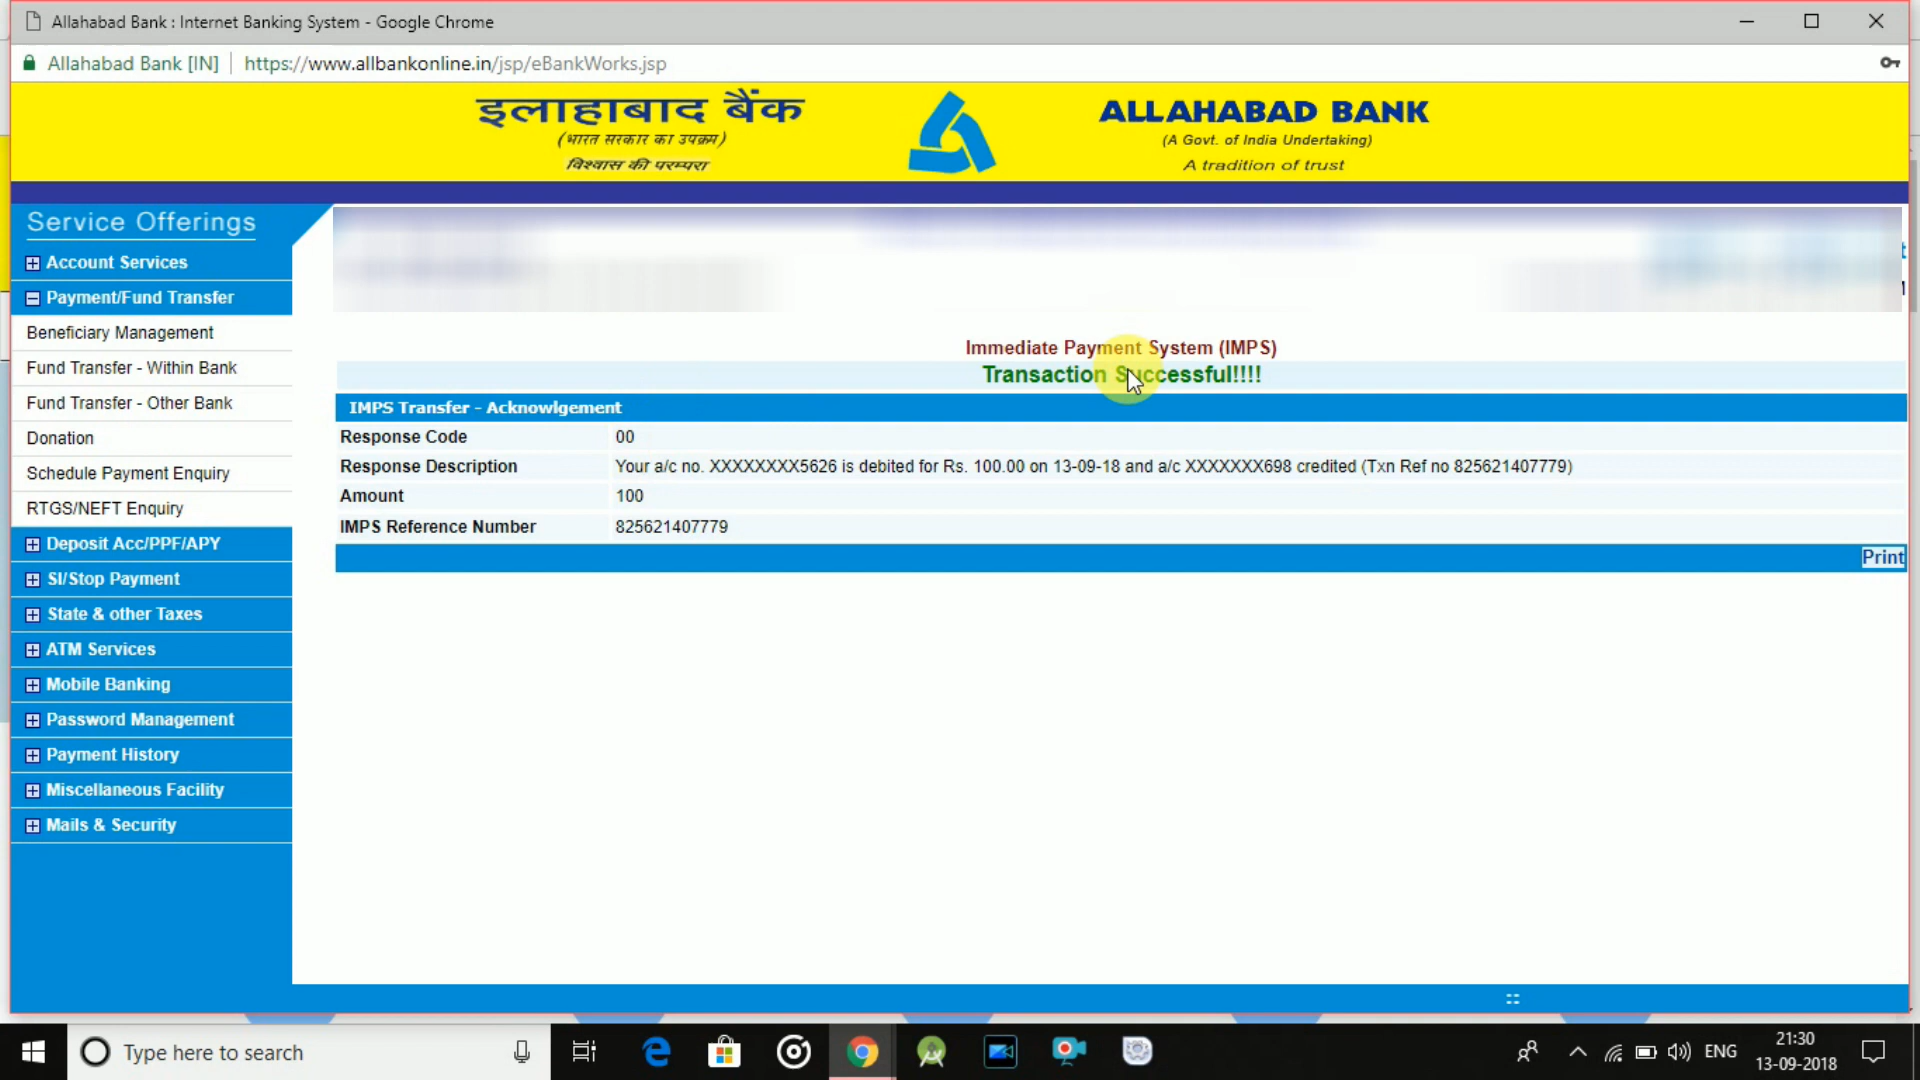 Allahabad Bank : Internet Banking System - Google Chrome
Allahabad Bank [IN] https://www.allbankonline.in/jsp/eBankWorks.jsp
इलाहाबाद बैंक
(भारत सरकार का उपक्रम)
विश्वास की परम्परा
ALLAHABAD BANK
(A Govt. of India Undertaking)
A tradition of trust
Service Offerings
Account Services
Payment/Fund Transfer
Beneficiary Management
Fund Transfer - Within Bank
Fund Transfer - Other Bank
Donation
Schedule Payment Enquiry
RTGS/NEFT Enquiry
Deposit Acc/PPF/APY
SI/Stop Payment
State & other Taxes
ATM Services
Mobile Banking
Password Management
Payment History
Miscellaneous Facility
Mails & Security
Immediate Payment System (IMPS)
Transaction Successful!!!!
IMPS Transfer - Acknowlgement
Response Code 00
Response Description Your a/c no. XXXXXXXX5626 is debited for Rs. 100.00 on 13-09-18 and a/c XXXXXXX698 credited (Txn Ref no 825621407779)
Amount 100
IMPS Reference Number 825621407779
Print
Type here to search
ENG
21:30
13-09-2018